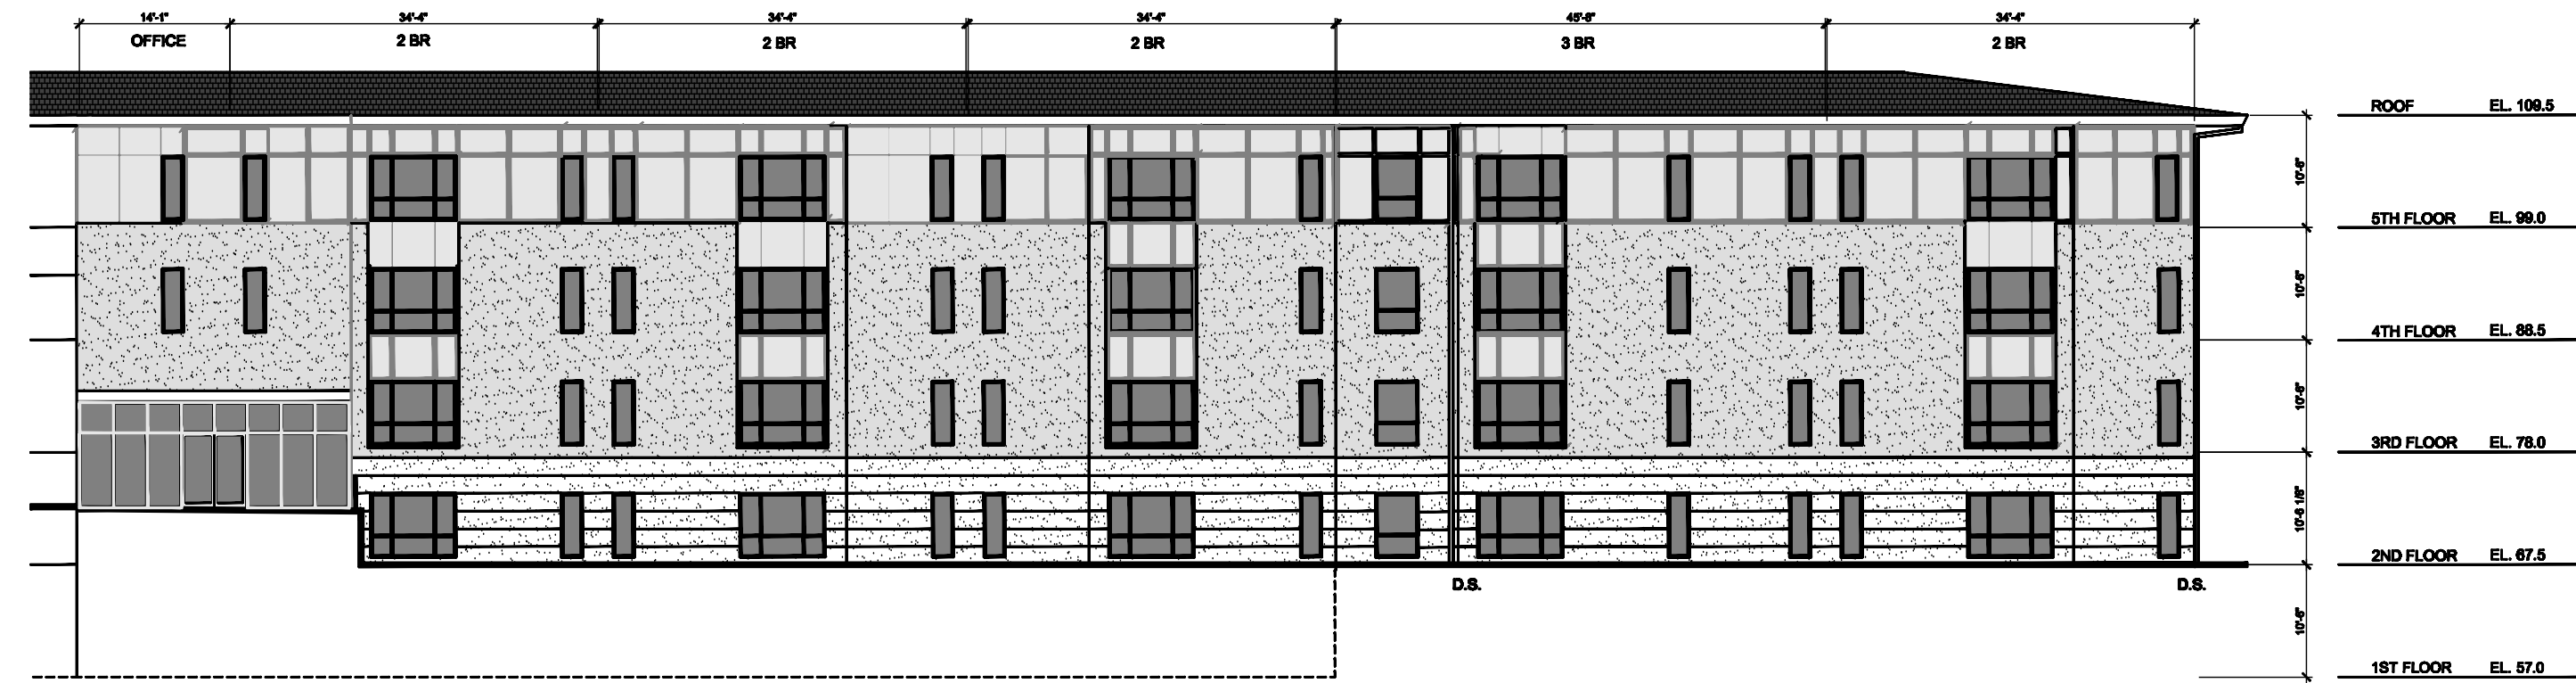 14'-1" 34'-4" 34'-4" 34'-4" 45'-8" 34'-4"
OFFICE 2 BR 2 BR 2 BR 3 BR 2 BR
ROOF EL. 109.5
10'-6"
5TH FLOOR EL. 99.0
10'-6"
4TH FLOOR EL. 88.5
10'-6"
3RD FLOOR EL. 78.0
10'-6 1/8"
2ND FLOOR EL. 67.5
D.S. D.S.
10'-6"
1ST FLOOR EL. 57.0